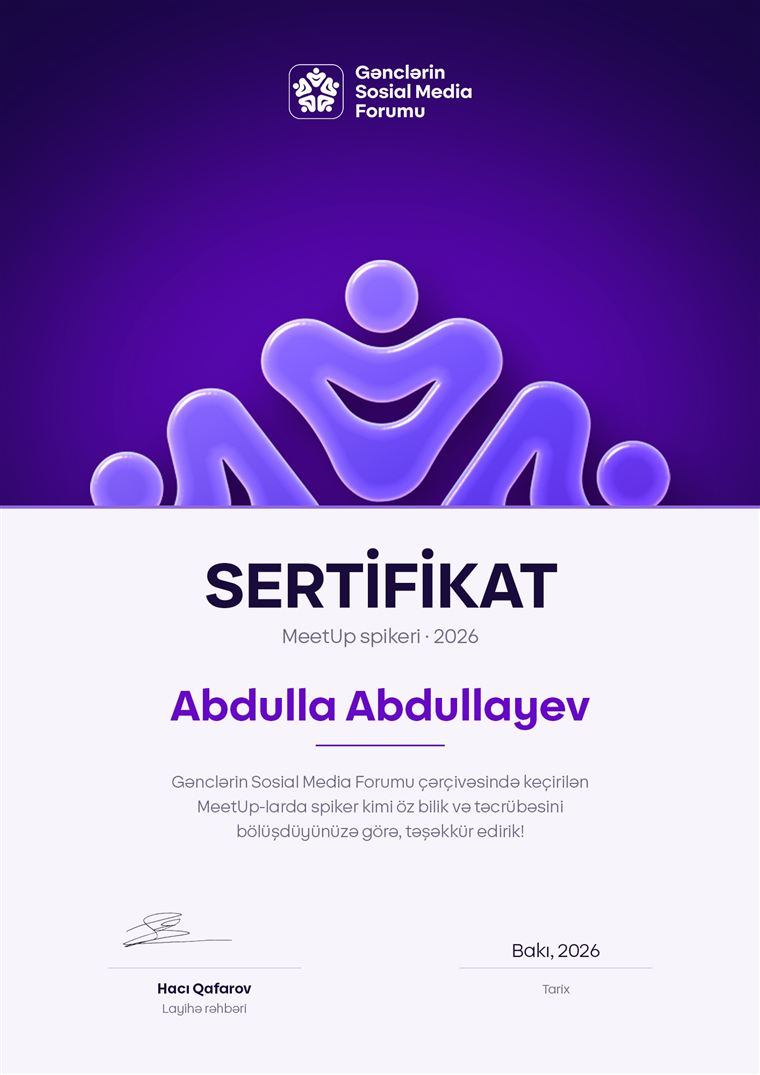 Gənclərin
Sosial Media
Forumu
SERTİFİKAT
MeetUp spikeri · 2026
Abdulla Abdullayev
Gənclərin Sosial Media Forumu çərçivəsində keçirilən
MeetUp-larda spiker kimi öz bilik və təcrübəsini
bölüşdüyünüzə görə, təşəkkür edirik!
Bakı, 2026
Hacı Qafarov
Tarix
Layihə rəhbəri